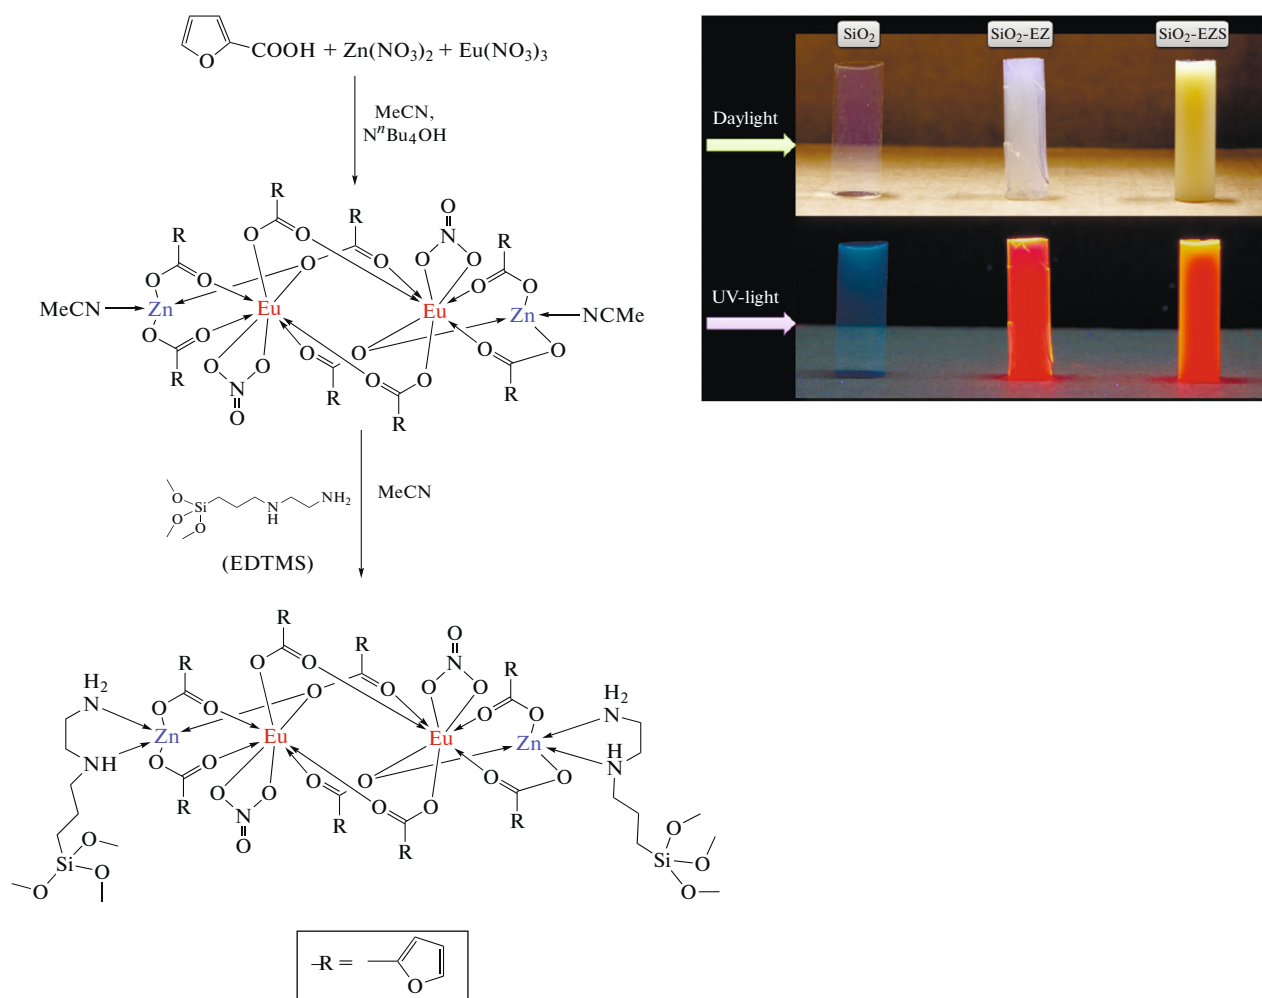 COOH + Zn(NO3)2 + Eu(NO3)3
O
MeCN,
NnBu4OH
R R O
N
O O O O R
R O O
O O O O O O
MeCN Zn Eu Eu Zn NCMe
O O O O O O
R O O O O R
N R
O R
Si O O O N H NH2 MeCN
(EDTMS)
R R O
N
R O O O O R
H2 O O O O O O H2
N Zn Eu Eu Zn N
NH O O O O O O H N
R O O O O R
N R
O R
Si O O O Si O O O
–R = O
SiO2 SiO2-EZ SiO2-EZS
Daylight
UV-light